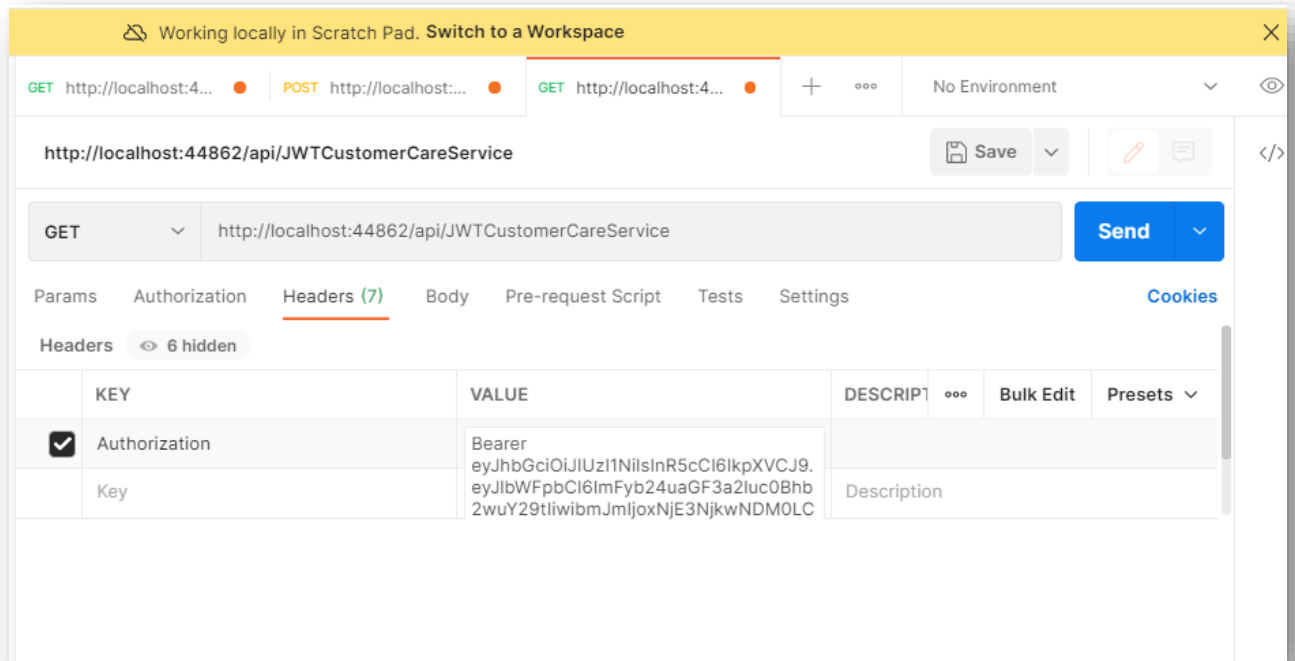 Working locally in Scratch Pad. Switch to a Workspace
GET http://localhost:4... POST http://localhost:... GET http://localhost:4... No Environment
http://localhost:44862/api/JWTCustomerCareService Save
GET http://localhost:44862/api/JWTCustomerCareService Send
Params Authorization Headers (7) Body Pre-request Script Tests Settings Cookies
Headers 6 hidden
KEY VALUE DESCRIPT Bulk Edit Presets
Authorization Bearer
eyJhbGciOiJIUzI1NiIsInR5cCI6IkpXVCJ9.
eyJlbWFpbCI6ImFyb24uaGF3a2luc0Bhb
2wuY29tIiwibmJmIjoxNjE3NjkwNDM0LC
Key Description